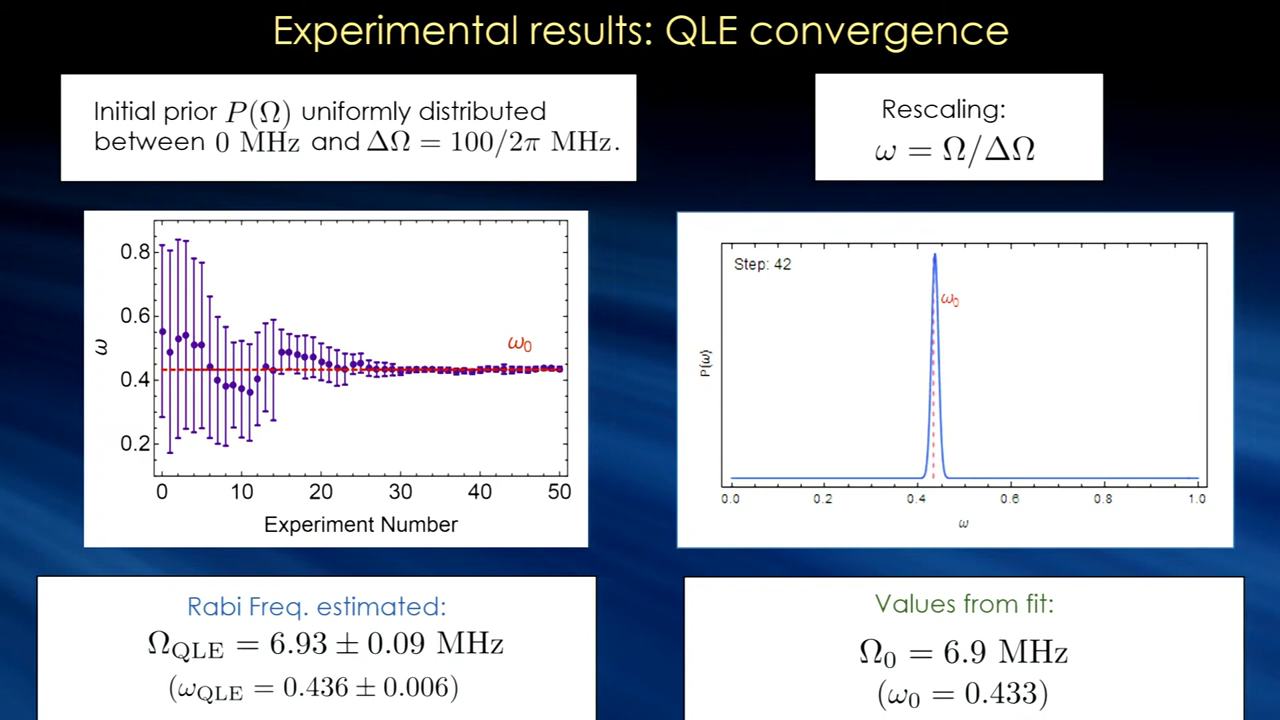 Experimental results: QLE convergence
Initial prior P(Ω) uniformly distributed
between 0 MHz and ΔΩ = 100/2π MHz.
Rescaling:
ω = Ω/ΔΩ
0.8
0.6
0.4
0.2
ω
ω₀
0 10 20 30 40 50
Experiment Number
Step: 42
ω₀
P(ω)
0.0 0.2 0.4 0.6 0.8 1.0
ω
Rabi Freq. estimated:
Ω_QLE = 6.93 ± 0.09 MHz
(ω_QLE = 0.436 ± 0.006)
Values from fit:
Ω₀ = 6.9 MHz
(ω₀ = 0.433)